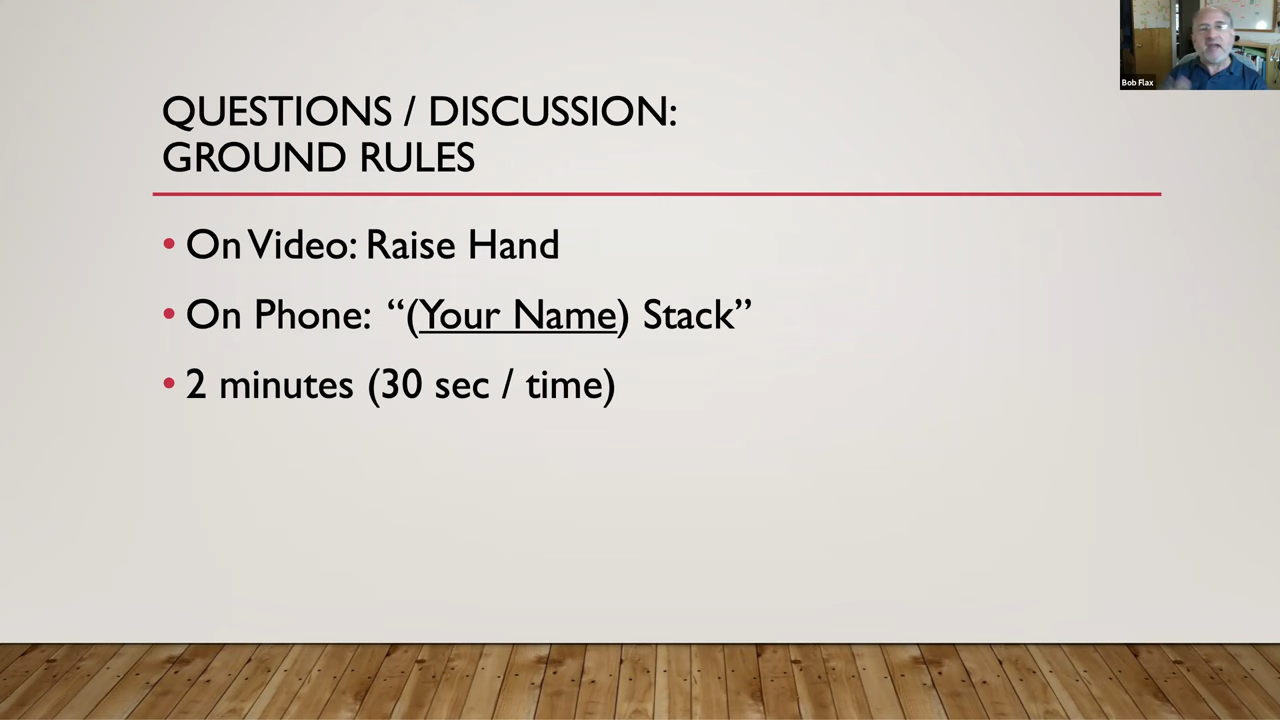 Bob Flax
QUESTIONS / DISCUSSION:
GROUND RULES
• On Video: Raise Hand
• On Phone: “(Your Name) Stack”
• 2 minutes (30 sec / time)